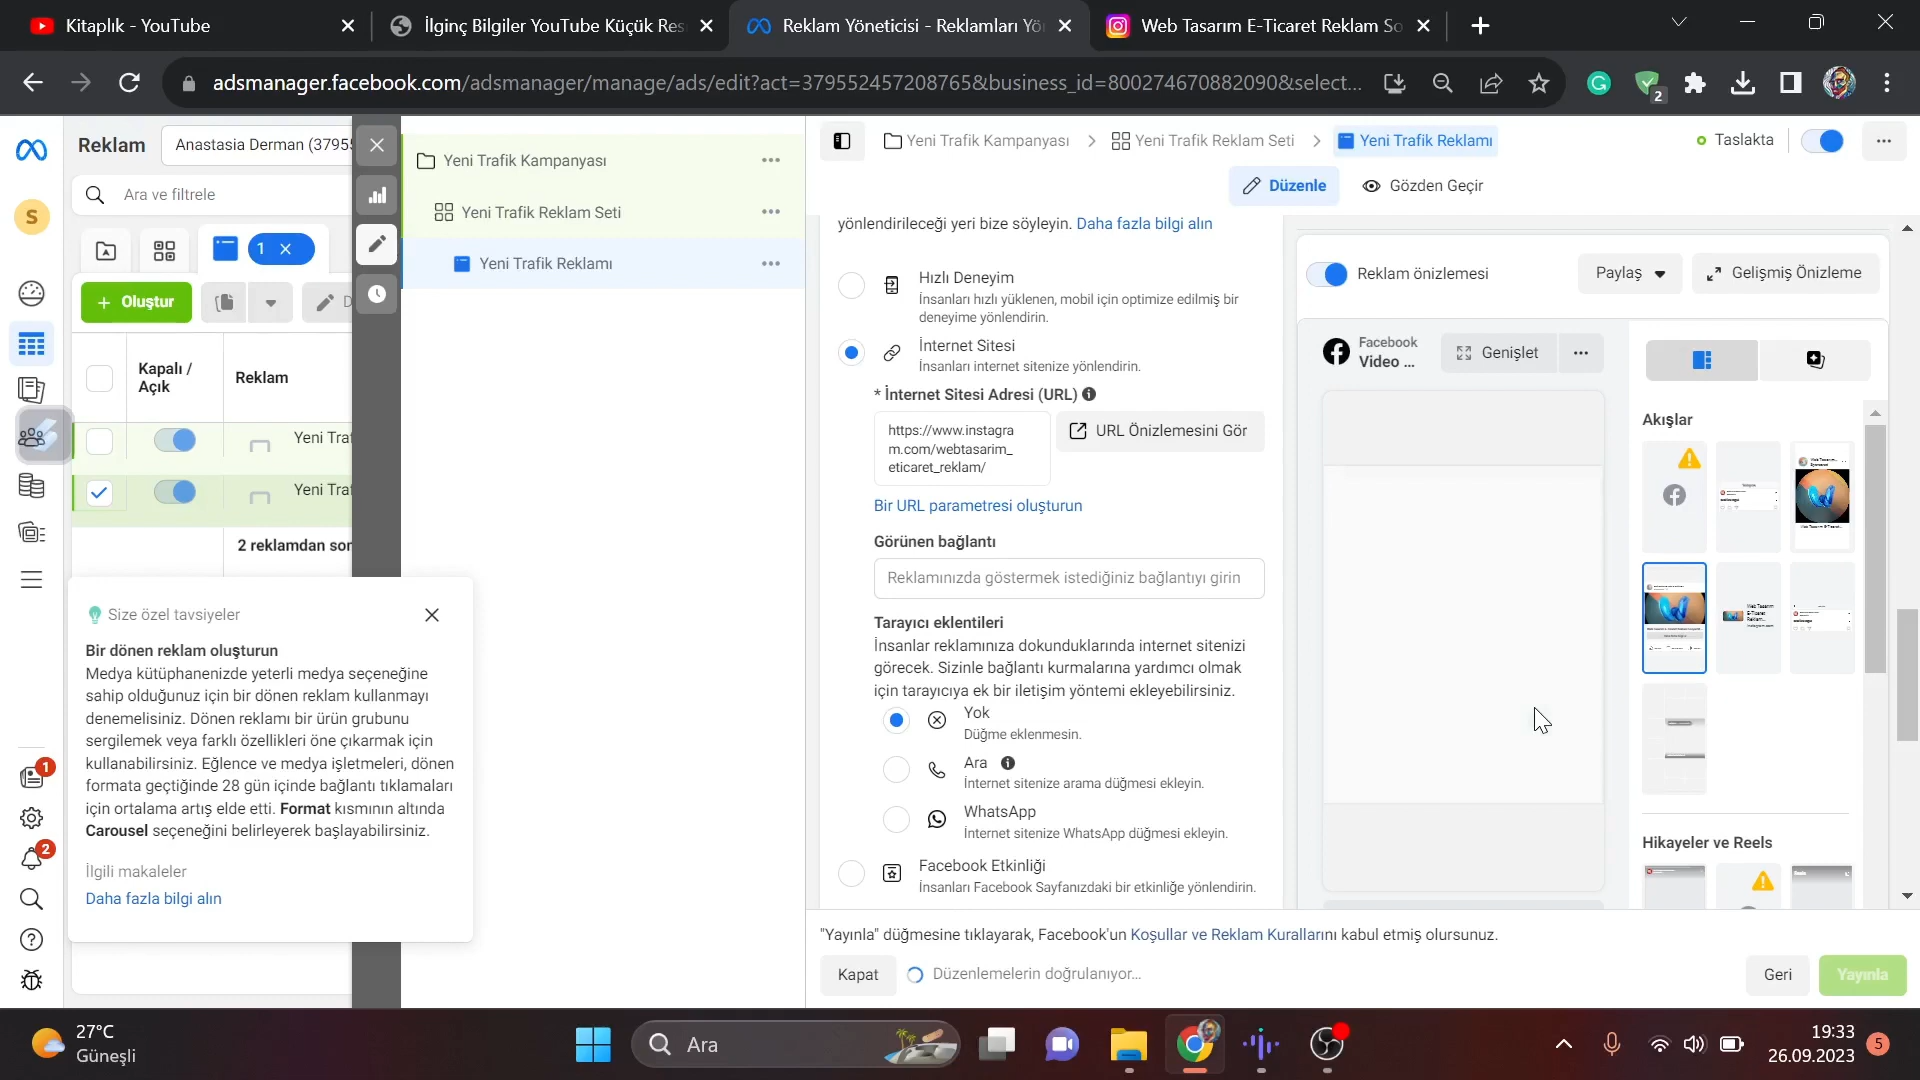 Kitaplık - YouTube
İlginç Bilgiler YouTube Küçük Res
Reklam Yöneticisi - Reklamları Yö
Web Tasarım E-Ticaret Reklam So
adsmanager.facebook.com/adsmanager/manage/ads/edit?act=379552457208765&business_id=800274670882090&select...
2
Reklam
Anastasia Derman (3795
Ara ve filtrele
S
1
Oluştur
Kapalı /
Açık
Reklam
Yeni Traf
Yeni Traf
2 reklamdan son
Size özel tavsiyeler
Bir dönen reklam oluşturun
Medya kütüphanenizde yeterli medya seçeneğine
sahip olduğunuz için bir dönen reklam kullanmayı
denemelisiniz. Dönen reklamı bir ürün grubunu
sergilemek veya farklı özellikleri öne çıkarmak için
kullanabilirsiniz. Eğlence ve medya işletmeleri, dönen
formata geçtiğinde 28 gün içinde bağlantı tıklamaları
için ortalama artış elde etti. Format kısmının altında
Carousel seçeneğini belirleyerek başlayabilirsiniz.
İlgili makaleler
Daha fazla bilgi alın
1
2
Yeni Trafik Kampanyası
Yeni Trafik Reklam Seti
Yeni Trafik Reklamı
Yeni Trafik Kampanyası
Yeni Trafik Reklam Seti
Yeni Trafik Reklamı
Taslakta
Düzenle
Gözden Geçir
yönlendirileceği yeri bize söyleyin. Daha fazla bilgi alın
Hızlı Deneyim
İnsanları hızlı yüklenen, mobil için optimize edilmiş bir
deneyime yönlendirin.
İnternet Sitesi
İnsanları internet sitenize yönlendirin.
* İnternet Sitesi Adresi (URL)
https://www.instagra
m.com/webtasarim_
eticaret_reklam/
URL Önizlemesini Gör
Bir URL parametresi oluşturun
Görünen bağlantı
Reklamınızda göstermek istediğiniz bağlantıyı girin
Tarayıcı eklentileri
İnsanlar reklamınıza dokunduklarında internet sitenizi
görecek. Sizinle bağlantı kurmalarına yardımcı olmak
için tarayıcıya ek bir iletişim yöntemi ekleyebilirsiniz.
Yok
Düğme eklenmesin.
Ara
İnternet sitenize arama düğmesi ekleyin.
WhatsApp
İnternet sitenize WhatsApp düğmesi ekleyin.
Facebook Etkinliği
İnsanları Facebook Sayfanızdaki bir etkinliğe yönlendirin.
Reklam önizlemesi
Paylaş
Gelişmiş Önizleme
Facebook
Video ...
Genişlet
Akışlar
Web Tasarım
E-Ticaret
Reklam...
Hikayeler ve Reels
"Yayınla" düğmesine tıklayarak, Facebook'un Koşullar ve Reklam Kurallarını kabul etmiş olursunuz.
Kapat
Düzenlemelerin doğrulanıyor...
Geri
Yayınla
27°C
Güneşli
Ara
19:33
26.09.2023
5